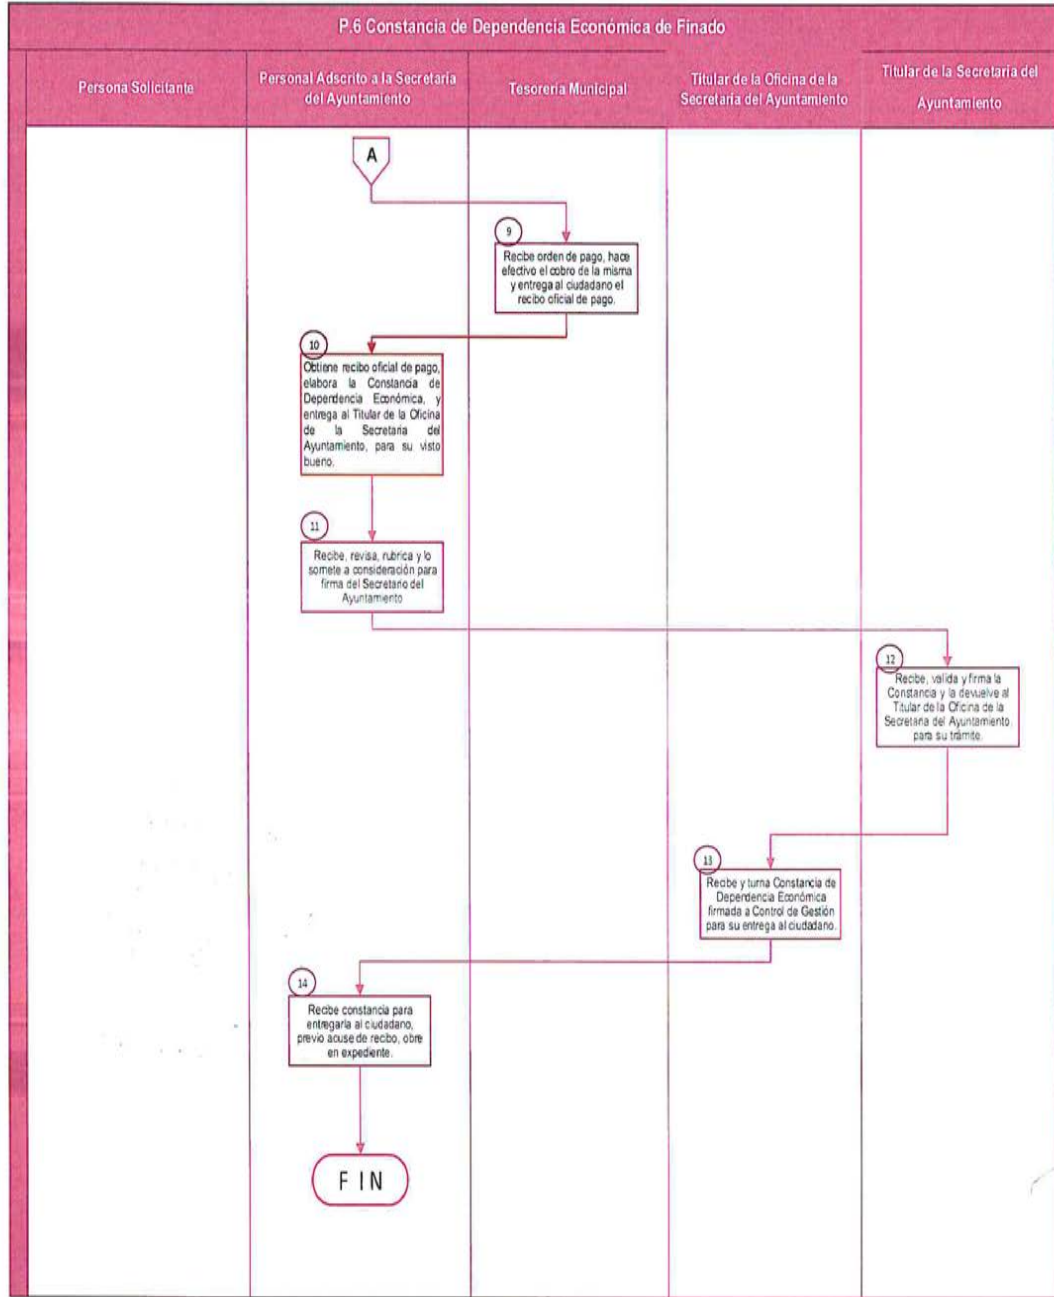 P.6 Constancia de Dependencia Económica de Finado
Persona Solicitante
Personal Adscrito a la Secretaría
del Ayuntamiento
Tesorería Municipal
Titular de la Oficina de la
Secretaría del Ayuntamiento
Titular de la Secretaría del
Ayuntamiento
A
9
Recibe orden de pago, hace
efectivo el cobro de la misma
y entrega al ciudadano el
recibo oficial de pago.
10
Obtiene recibo oficial de pago,
elabora la Constancia de
Dependencia Económica, y
entrega al Titular de la Oficina
de la Secretaría del
Ayuntamiento, para su visto
bueno.
11
Recibe, revisa, rubrica y lo
somete a consideración para
firma del Secretario del
Ayuntamiento
12
Recibe, valida y firma la
Constancia y la devuelve al
Titular de la Oficina de la
Secretaría del Ayuntamiento
para su trámite.
13
Recibe y turna Constancia de
Dependencia Económica
firmada a Control de Gestión
para su entrega al ciudadano.
14
Recibe constancia para
entregarla al ciudadano,
previo acuse de recibo, obre
en expediente.
FIN